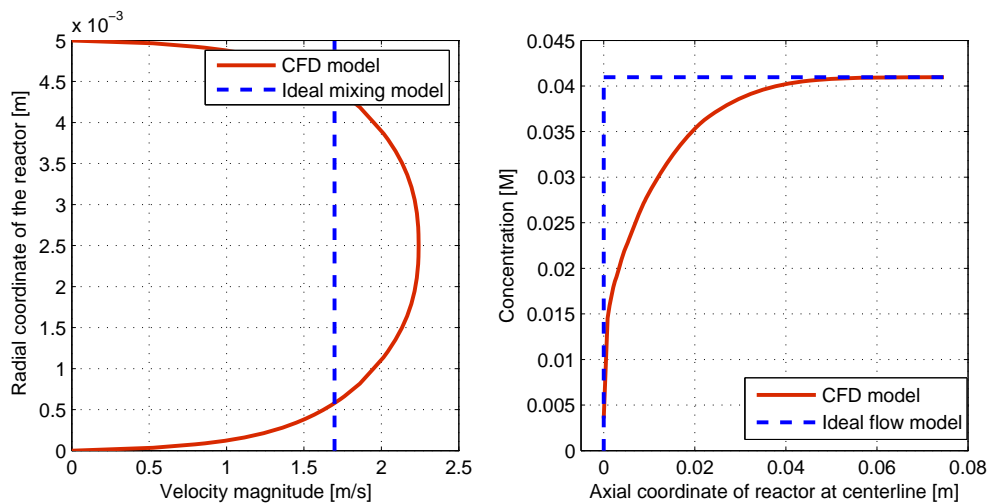 x 10⁻³
5
4.5
4
3.5
3
2.5
2
1.5
1
0.5
0
Radial coordinate of the reactor [m]
0 0.5 1 1.5 2 2.5
Velocity magnitude [m/s]
CFD model
Ideal mixing model
0.045
0.04
0.035
0.03
0.025
0.02
0.015
0.01
0.005
0
Concentration [M]
0 0.02 0.04 0.06 0.08
Axial coordinate of reactor at centerline [m]
CFD model
Ideal flow model